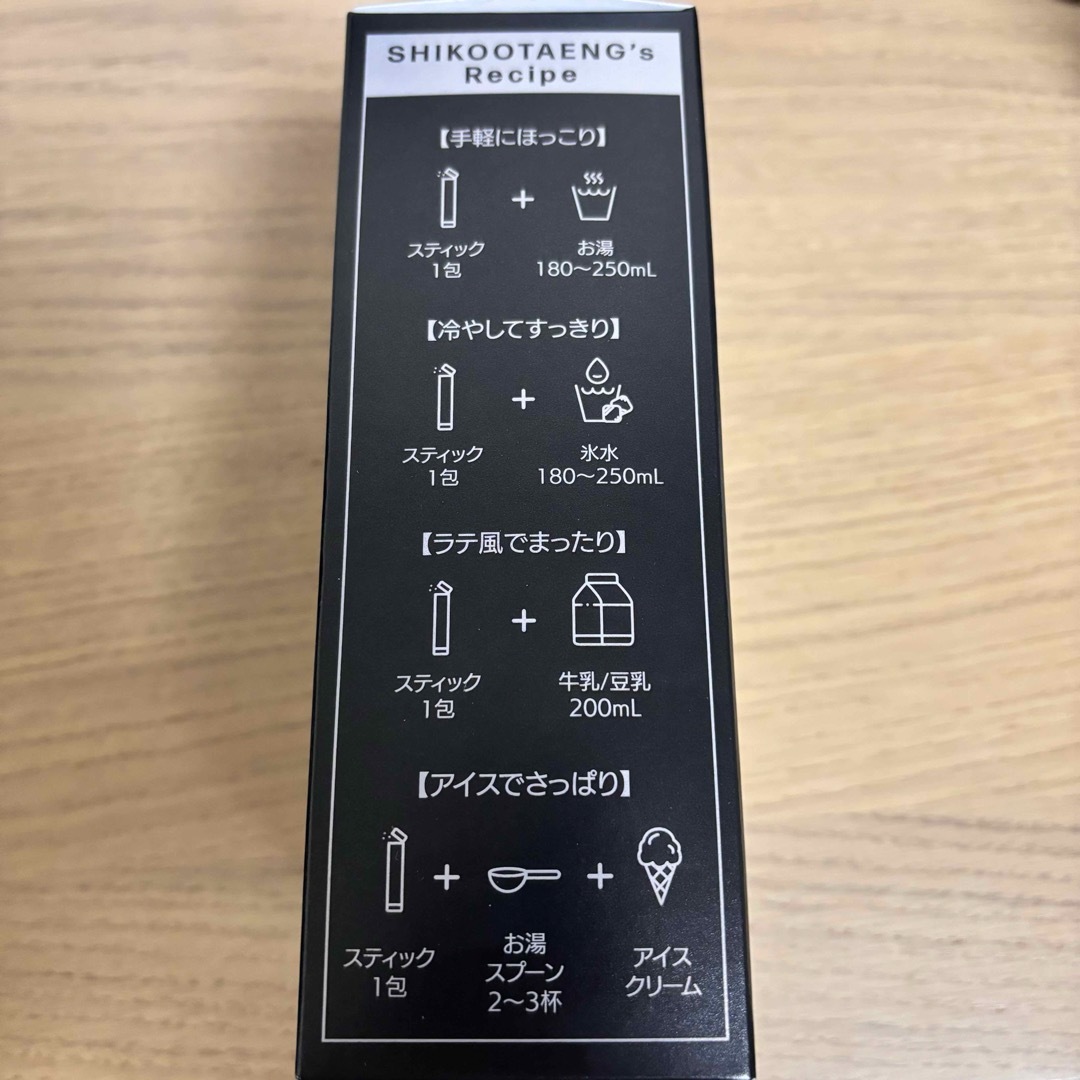 SHIKOOTAENG's
Recipe
【手軽にほっこり】
+
スティック
1包
お湯
180〜250mL
【冷やしてすっきり】
+
スティック
1包
氷水
180〜250mL
【ラテ風でまったり】
+
スティック
1包
牛乳/豆乳
200mL
【アイスでさっぱり】
+
+
スティック
1包
お湯
スプーン
2〜3杯
アイス
クリーム